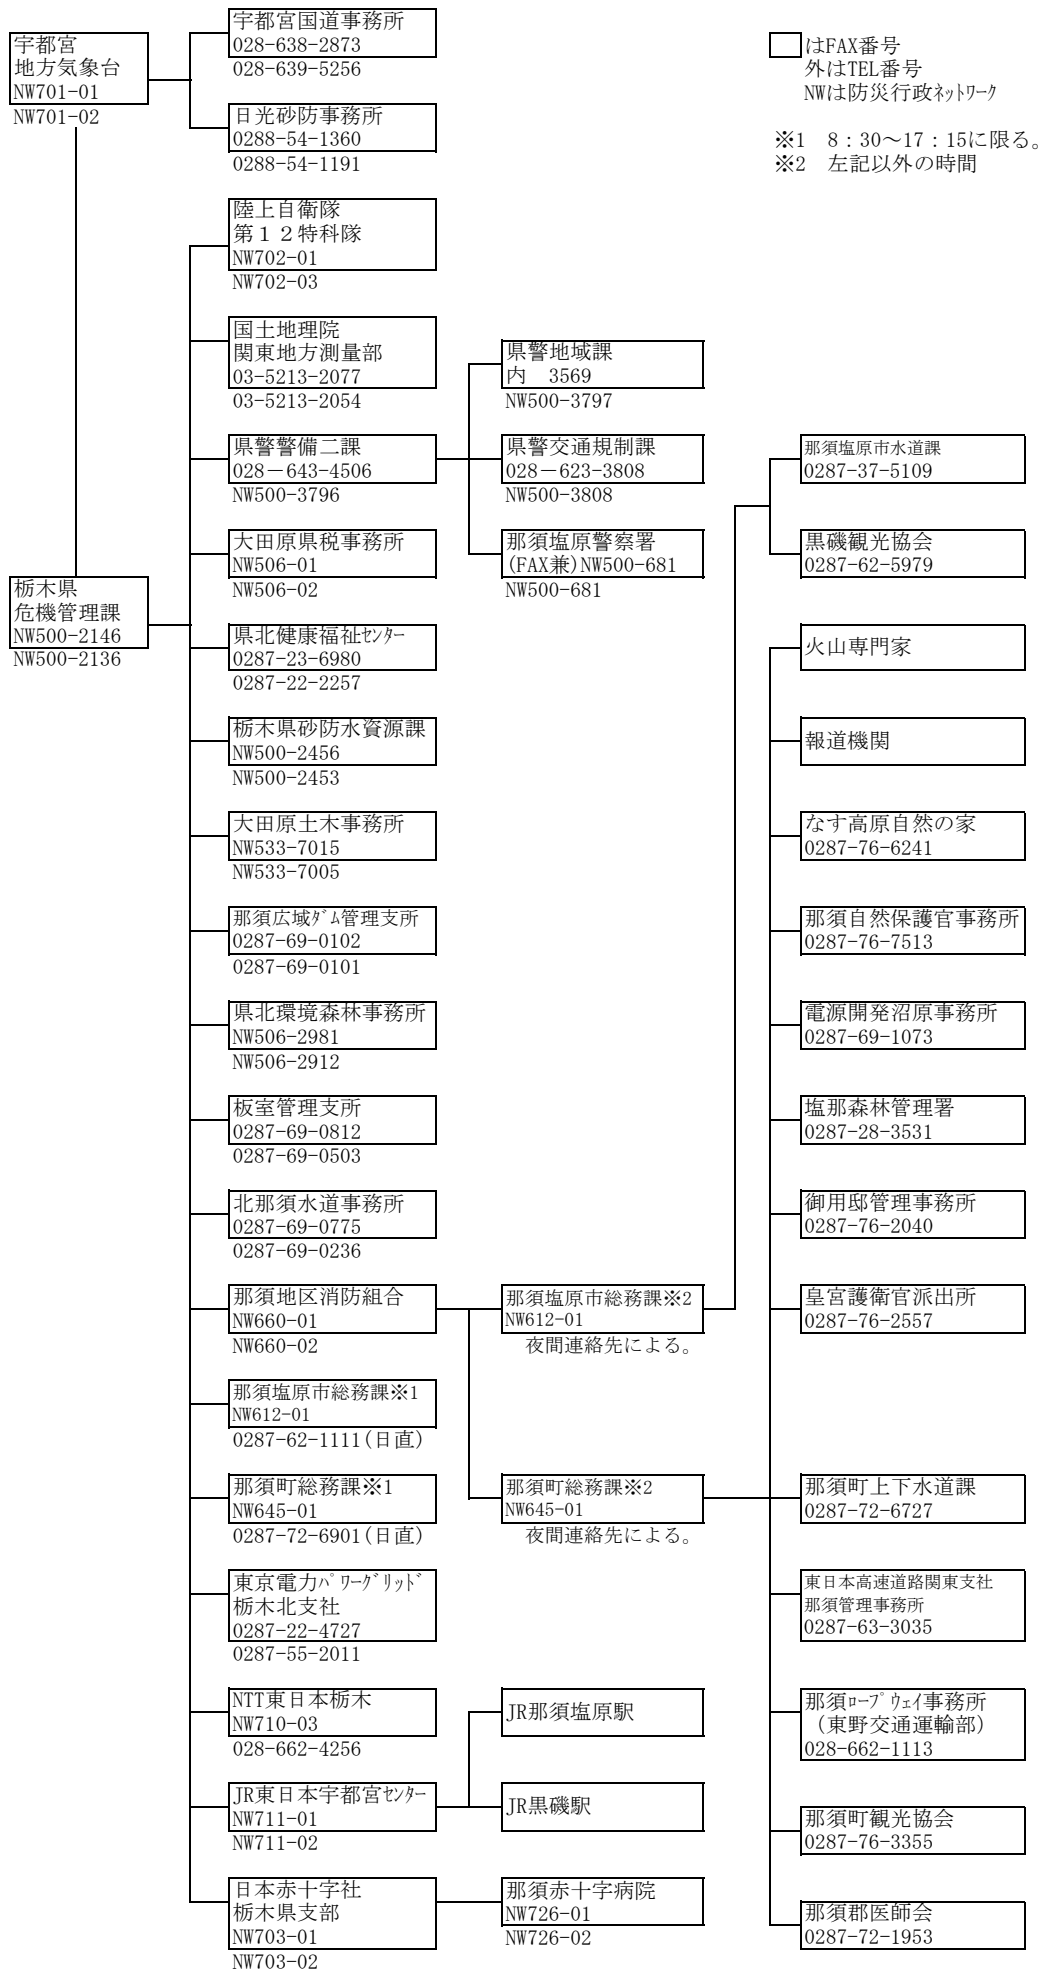 宇都宮
地方気象台
NW701-01
NW701-02
宇都宮国道事務所
028-638-2873
028-639-5256
日光砂防事務所
0288-54-1360
0288-54-1191
はFAX番号
外はTEL番号
NWは防災行政ネットワーク
※1　8：30～17：15に限る。
※2　左記以外の時間
栃木県
危機管理課
NW500-2146
NW500-2136
陸上自衛隊
第１２特科隊
NW702-01
NW702-03
国土地理院
関東地方測量部
03-5213-2077
03-5213-2054
県警警備二課
028－643-4506
NW500-3796
大田原県税事務所
NW506-01
NW506-02
県北健康福祉センター
0287-23-6980
0287-22-2257
栃木県砂防水資源課
NW500-2456
NW500-2453
大田原土木事務所
NW533-7015
NW533-7005
那須広域ダム管理支所
0287-69-0102
0287-69-0101
県北環境森林事務所
NW506-2981
NW506-2912
板室管理支所
0287-69-0812
0287-69-0503
北那須水道事務所
0287-69-0775
0287-69-0236
那須地区消防組合
NW660-01
NW660-02
那須塩原市総務課※1
NW612-01
0287-62-1111(日直)
那須町総務課※1
NW645-01
0287-72-6901(日直)
東京電力パワーグリッド
栃木北支社
0287-22-4727
0287-55-2011
NTT東日本栃木
NW710-03
028-662-4256
JR東日本宇都宮センター
NW711-01
NW711-02
日本赤十字社
栃木県支部
NW703-01
NW703-02
県警地域課
内　3569
NW500-3797
県警交通規制課
028－623-3808
NW500-3808
那須塩原警察署
(FAX兼)NW500-681
NW500-681
那須塩原市総務課※2
NW612-01
夜間連絡先による。
那須町総務課※2
NW645-01
夜間連絡先による。
JR那須塩原駅
JR黒磯駅
那須赤十字病院
NW726-01
NW726-02
那須塩原市水道課
0287-37-5109
黒磯観光協会
0287-62-5979
火山専門家
報道機関
なす高原自然の家
0287-76-6241
那須自然保護官事務所
0287-76-7513
電源開発沼原事務所
0287-69-1073
塩那森林管理署
0287-28-3531
御用邸管理事務所
0287-76-2040
皇宮護衛官派出所
0287-76-2557
那須町上下水道課
0287-72-6727
東日本高速道路関東支社
那須管理事務所
0287-63-3035
那須ロープウェイ事務所
（東野交通運輸部）
028-662-1113
那須町観光協会
0287-76-3355
那須郡医師会
0287-72-1953